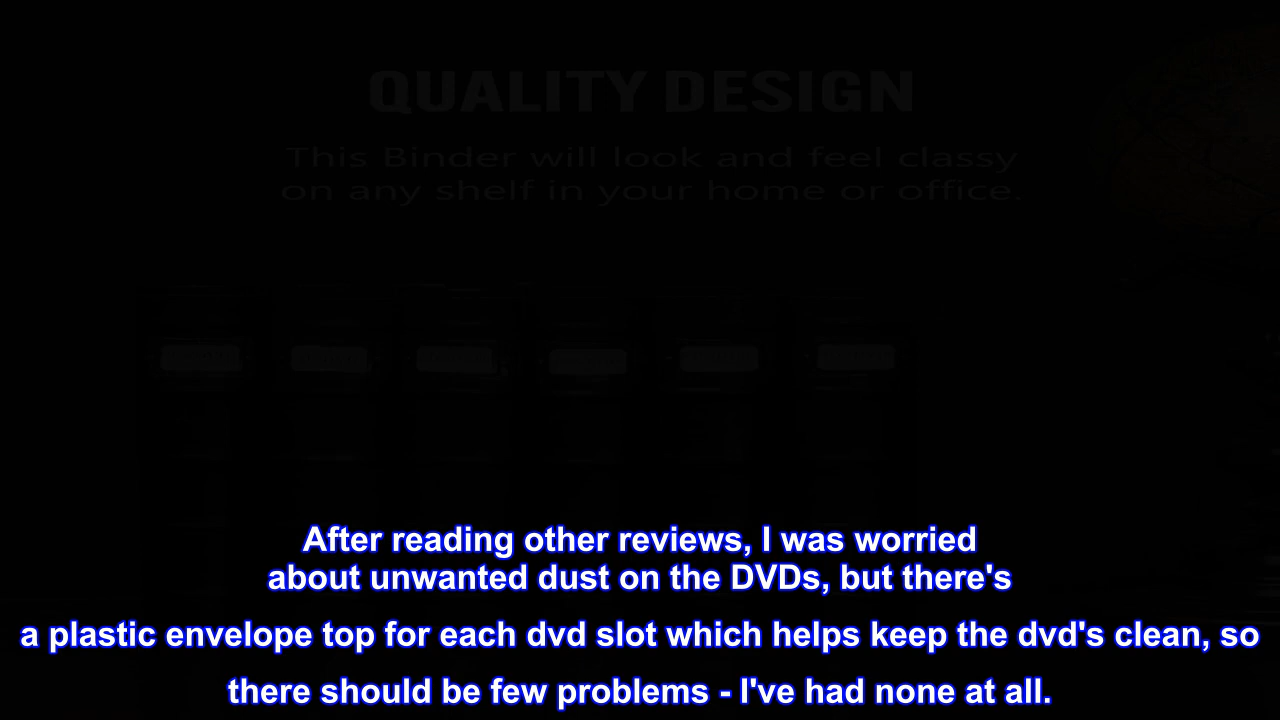 QUALITY DESIGN
This Binder will look and feel classy
on any shelf in your home or office.
After reading other reviews, I was worried
about unwanted dust on the DVDs, but there's
a plastic envelope top for each dvd slot which helps keep the dvd's clean, so
there should be few problems - I've had none at all.